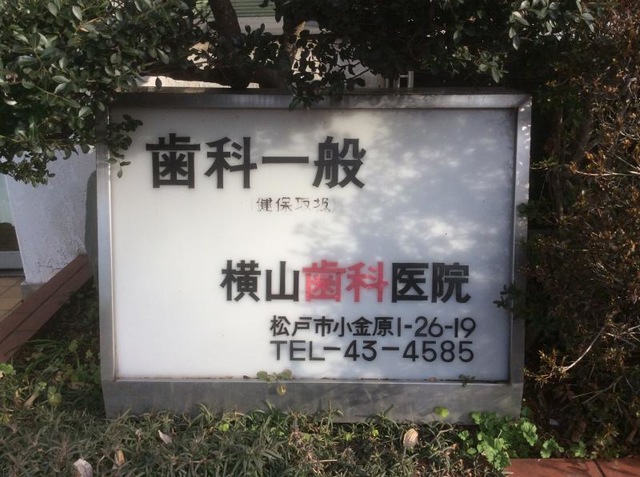 歯科一般
健保取扱
横山歯科医院
松戸市小金原1-26-19
TEL-43-4585